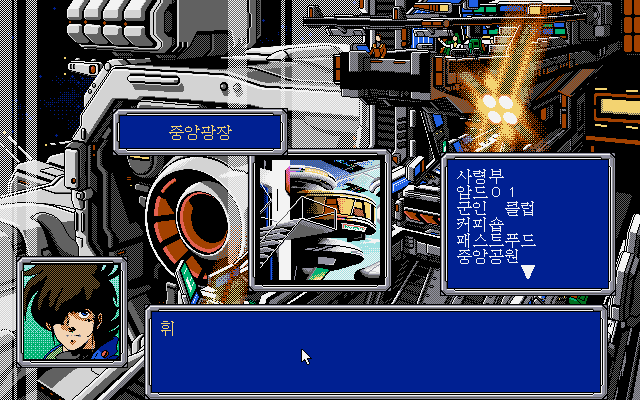 중앙광장
사령부
알드０１
군인　클럽
커피숍
패스트푸드
중앙공원
휘